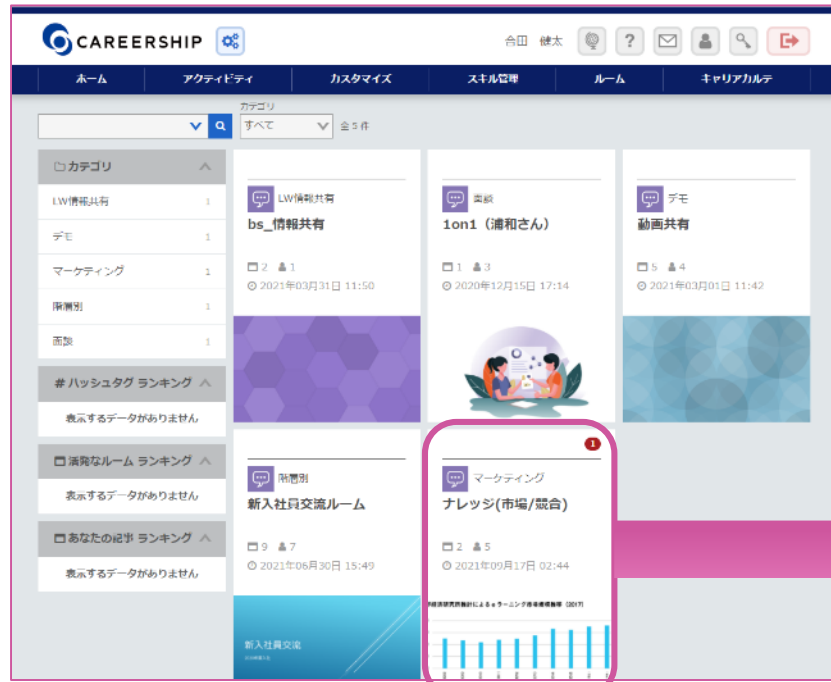 CAREERSHIP
合田 健太
?
ホーム アクティビティ カスタマイズ スキル管理 ルーム キャリアカルテ
カテゴリ
すべて 全5件
カテゴリ
LW情報共有 1
デモ 1
マーケティング 1
階層別 1
面談 1
# ハッシュタグ ランキング
表示するデータがありません
活発なルーム ランキング
表示するデータがありません
あなたの記事 ランキング
表示するデータがありません
LW情報共有
bs_情報共有
2 1
2021年03月31日 11:50
面談
1on1（浦和さん）
1 3
2020年12月15日 17:14
デモ
動画共有
5 4
2021年03月01日 11:42
階層別
新入社員交流ルーム
9 7
2021年06月30日 15:49
新入社員交流
1
マーケティング
ナレッジ(市場/競合)
2 5
2021年09月17日 02:44